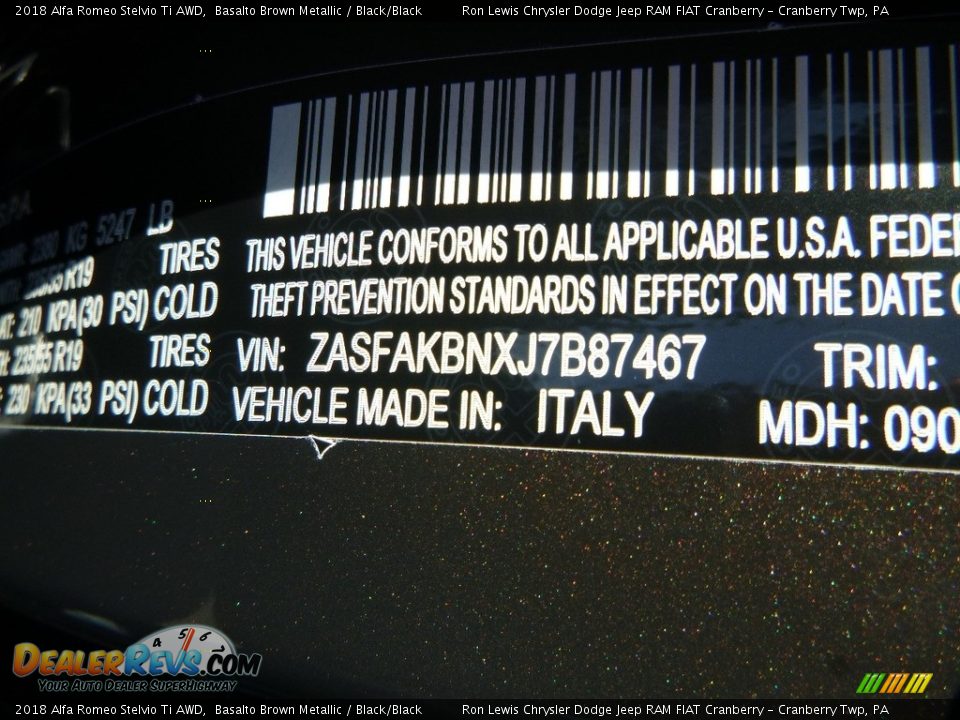 2018 Alfa Romeo Stelvio Ti AWD, Basalto Brown Metallic / Black/Black Ron Lewis Chrysler Dodge Jeep RAM FIAT Cranberry - Cranberry Twp, PA
KG 5247 LB
R19 TIRES
210 KPA(30 PSI) COLD
235/55 R19 TIRES
230 KPA(33 PSI) COLD
THIS VEHICLE CONFORMS TO ALL APPLICABLE U.S.A. FEDER
THEFT PREVENTION STANDARDS IN EFFECT ON THE DATE
VIN: ZASFAKBNXJ7B87467 TRIM:
VEHICLE MADE IN: ITALY MDH: 090
4 5 6
DealerRevs.com
Your Auto Dealer SuperHighway
2018 Alfa Romeo Stelvio Ti AWD, Basalto Brown Metallic / Black/Black Ron Lewis Chrysler Dodge Jeep RAM FIAT Cranberry - Cranberry Twp, PA